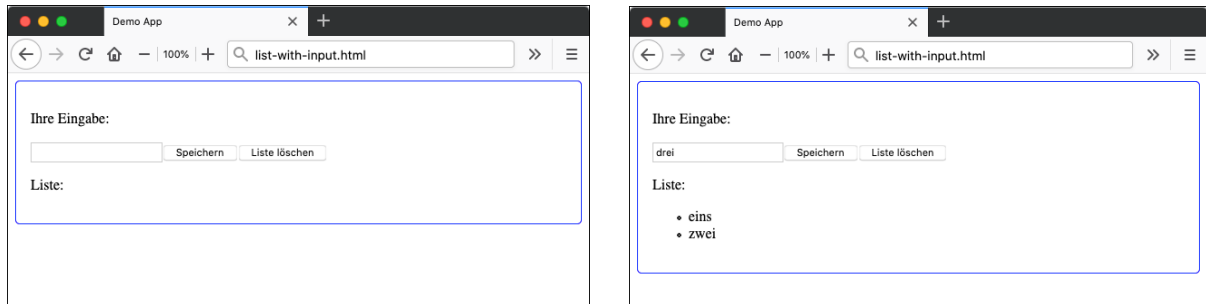 Demo App
100%
list-with-input.html
Ihre Eingabe:
Speichern
Liste löschen
Liste:
Demo App
100%
list-with-input.html
Ihre Eingabe:
drei
Speichern
Liste löschen
Liste:
eins
zwei